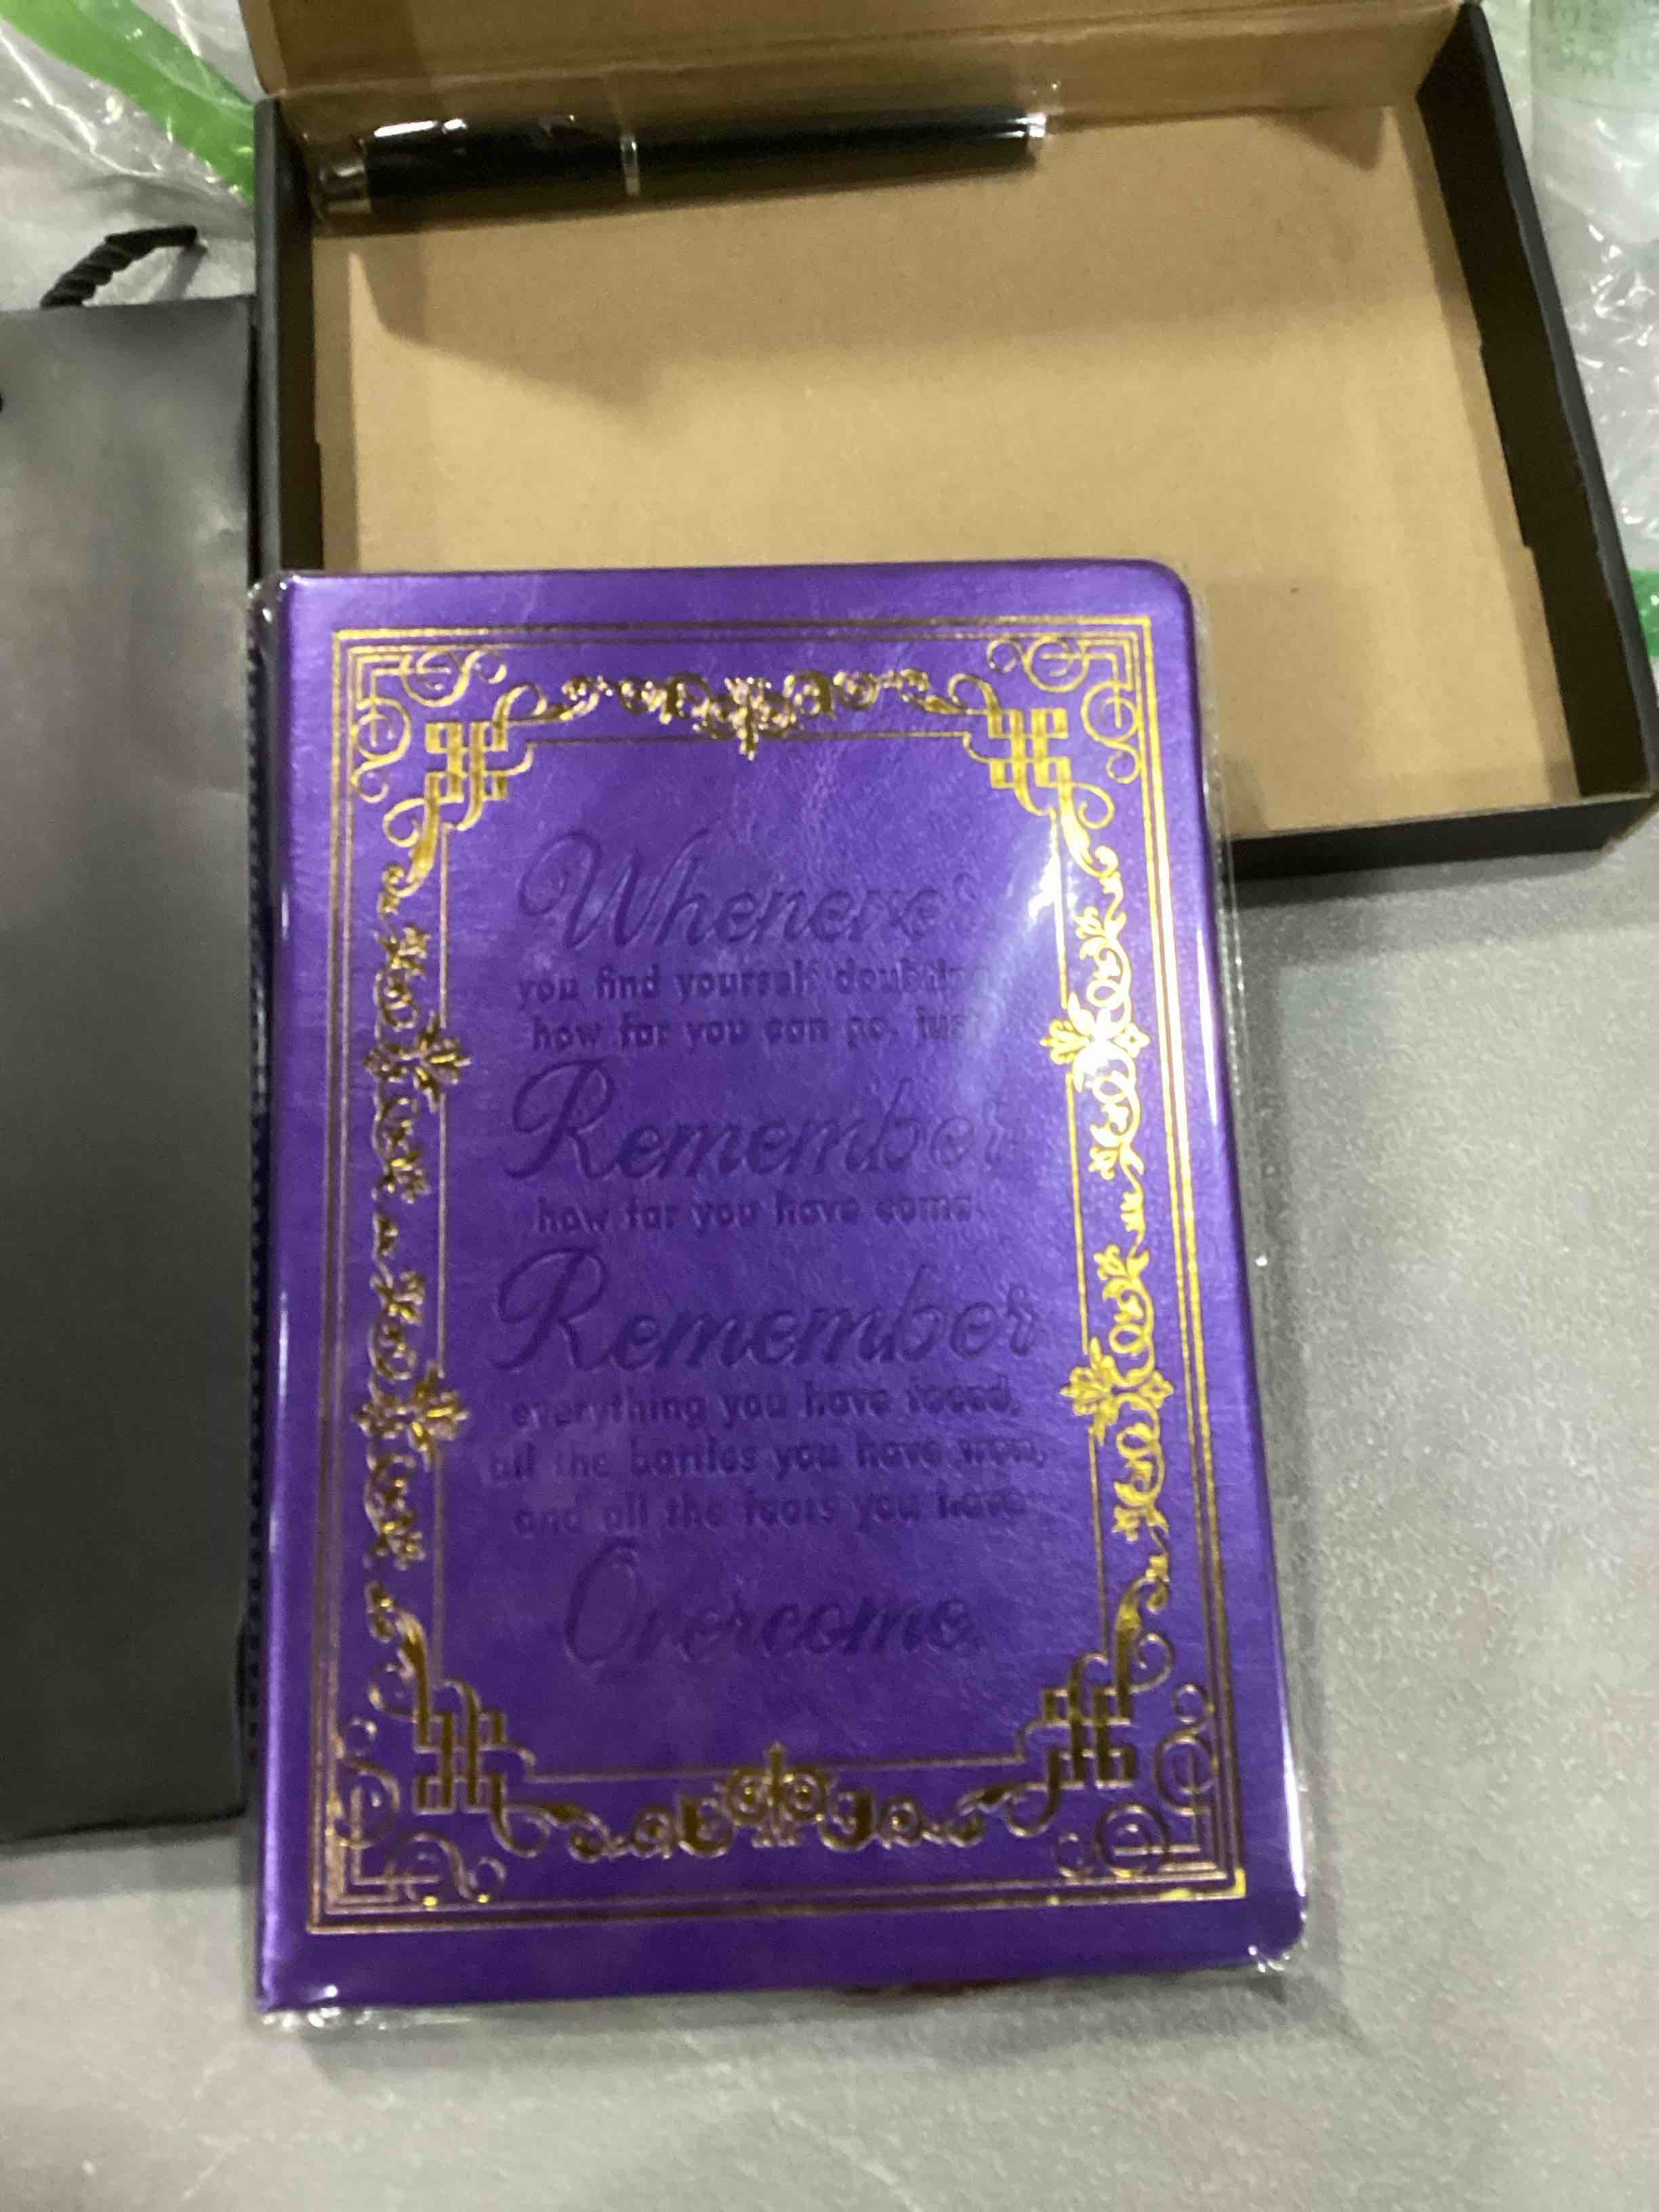 Whenever
you find yourself doubting
how far you can go, just
Remember
how far you have come.
Remember
everything you have faced,
all the battles you have won,
and all the fears you have
Overcome.